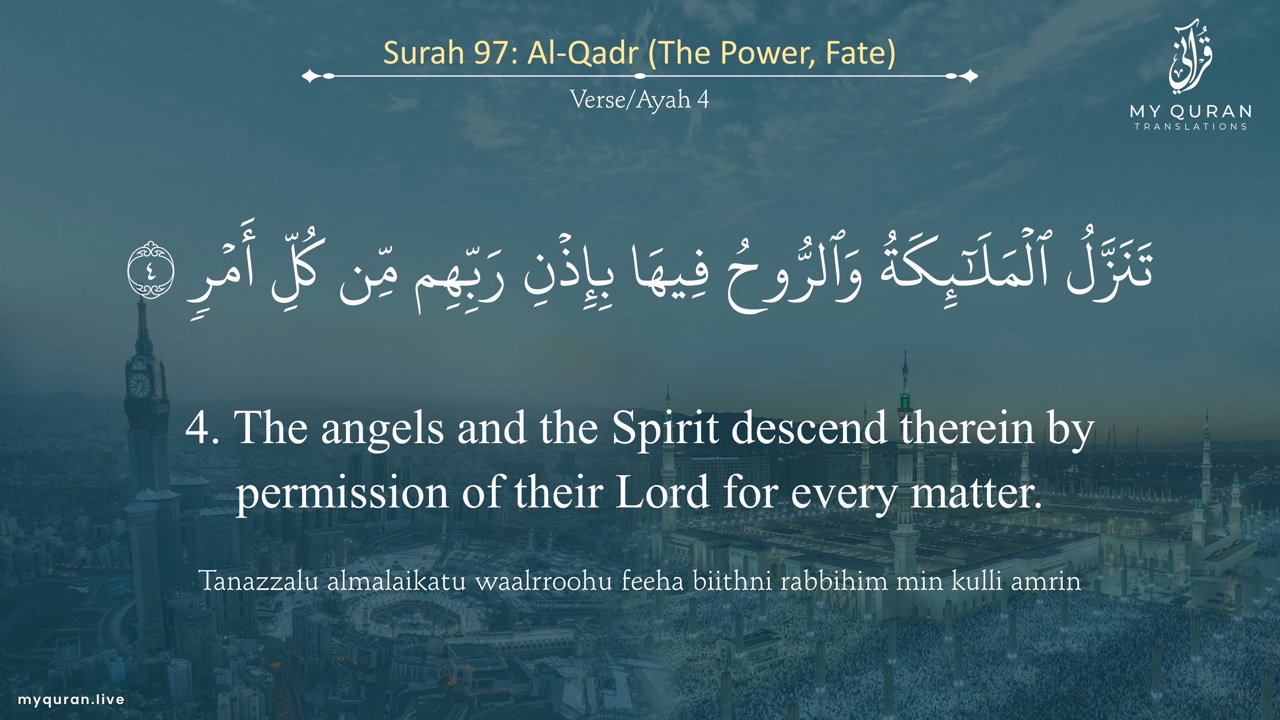 Surah 97: Al-Qadr (The Power, Fate)
Verse/Ayah 4
قُرْآنِي
MY QURAN
TRANSLATIONS
تَنَزَّلُ ٱلْمَلَـٰٓئِكَةُ وَٱلرُّوحُ فِيهَا بِإِذْنِ رَبِّهِم مِّن كُلِّ أَمْرٍ ٤
4. The angels and the Spirit descend therein by
permission of their Lord for every matter.
Tanazzalu almalaikatu waalrroohu feeha biithni rabbihim min kulli amrin
myquran.live